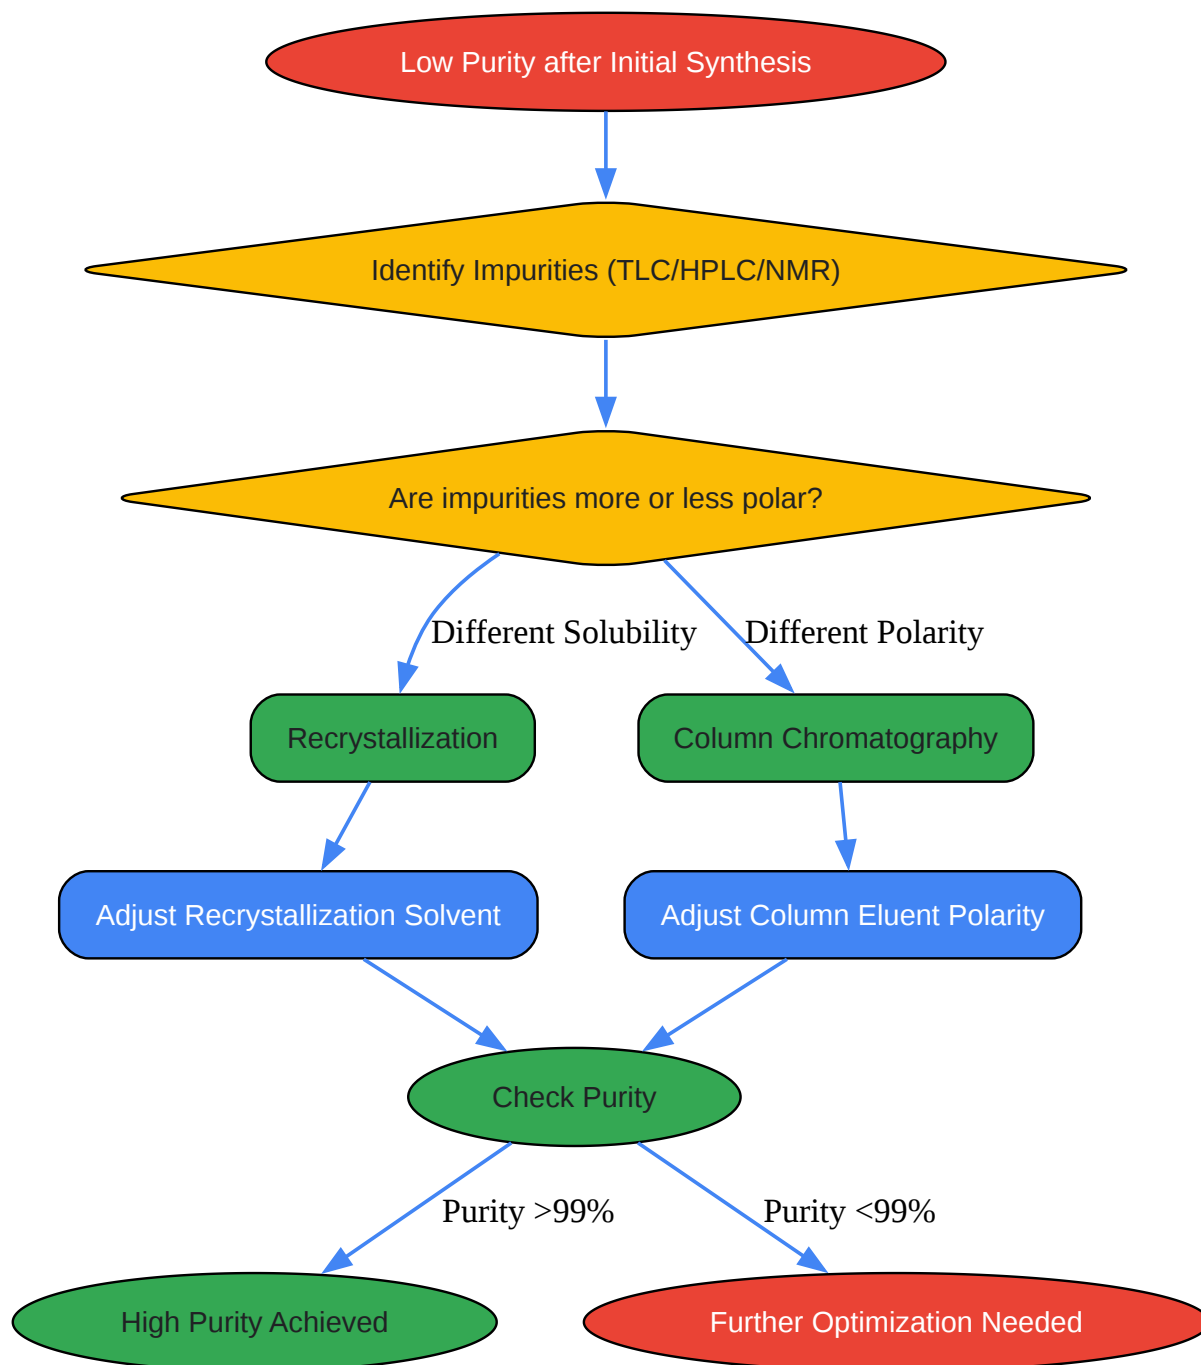 Low Purity after Initial Synthesis
Identify Impurities (TLC/HPLC/NMR)
Are impurities more or less polar?
Different Solubility
Different Polarity
Recrystallization
Column Chromatography
Adjust Recrystallization Solvent
Adjust Column Eluent Polarity
Check Purity
Purity >99%
Purity <99%
High Purity Achieved
Further Optimization Needed